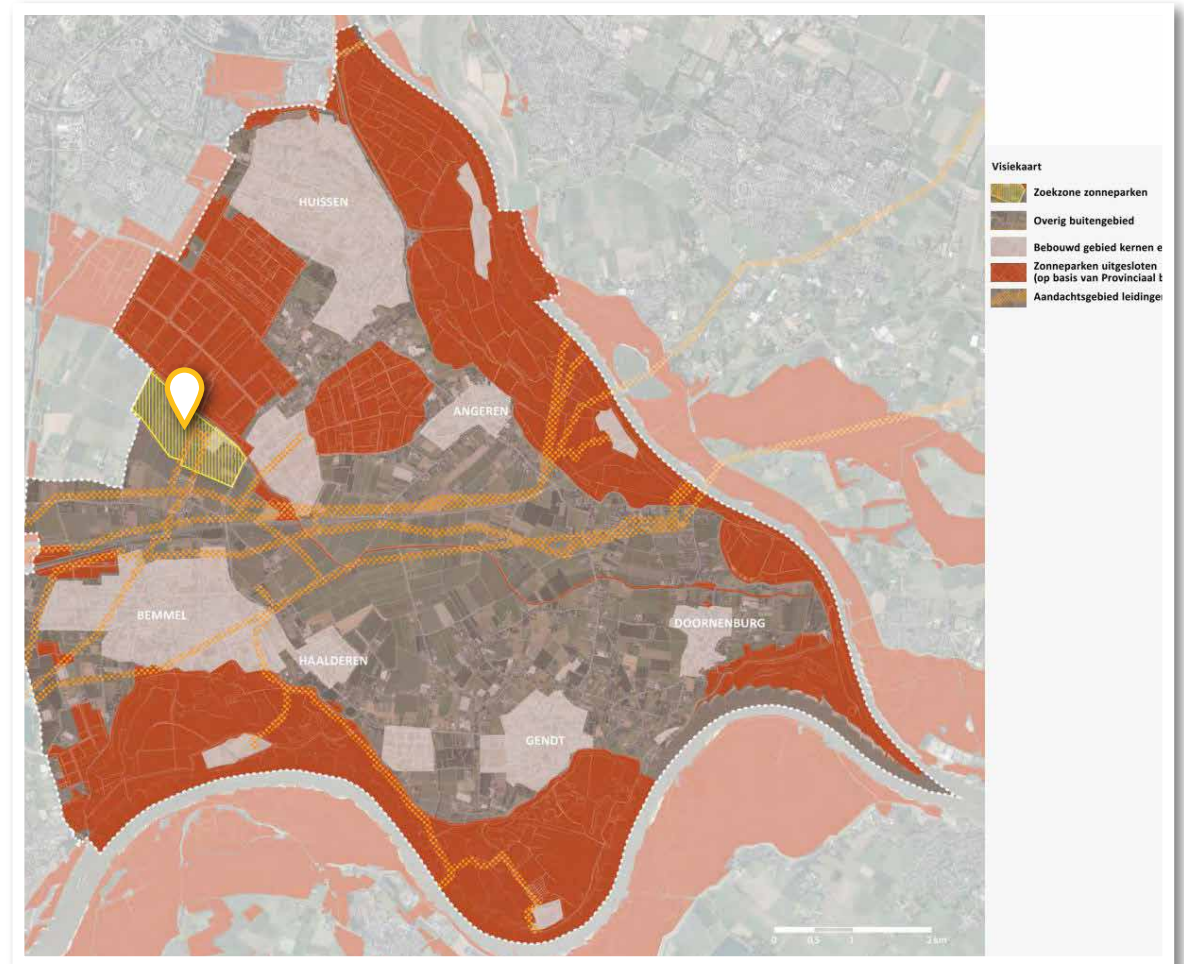 HUISSEN
ANGEREN
BEMMEL
HAALDEREN
DOORNENBURG
GENDT
0 0,5 1 2 km
Visiekaart
Zoekzone zonneparken
Overig buitengebied
Bebouwd gebied kernen e
Zonneparken uitgesloten
(op basis van Provinciaal b
Aandachtsgebied leidinge